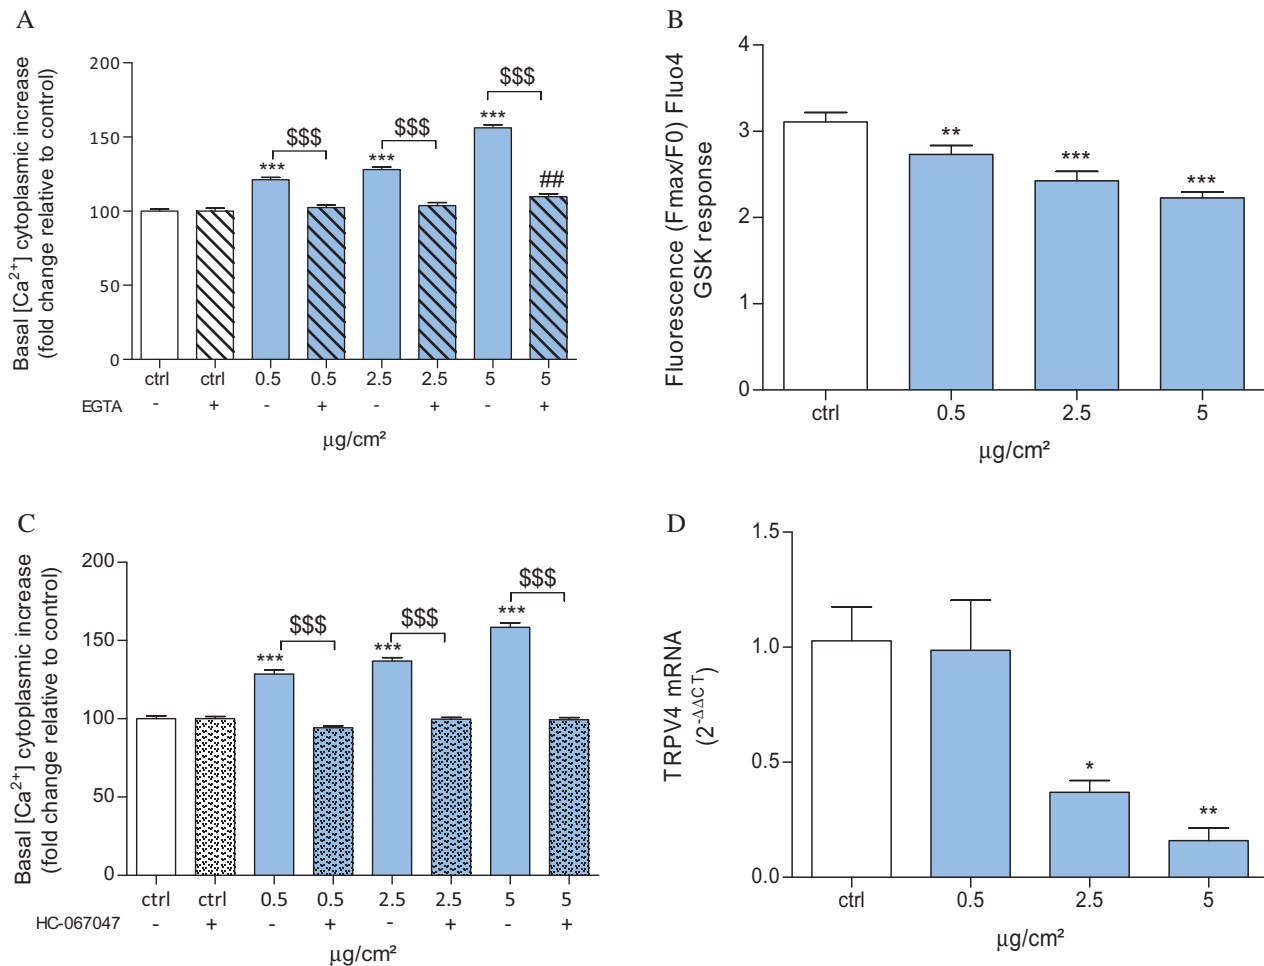 A
Basal [Ca²⁺] cytoplasmic increase
(fold change relative to control)
200
150
100
50
0
***
$$$
***
$$$
***
$$$
##
ctrl ctrl 0.5 0.5 2.5 2.5 5 5
EGTA - + - + - + - +
μg/cm²
B
Fluorescence (Fmax/F0) Fluo4
GSK response
4
3
2
1
0
**
***
***
ctrl 0.5 2.5 5
μg/cm²
C
Basal [Ca²⁺] cytoplasmic increase
(fold change relative to control)
200
150
100
50
0
***
$$$
***
$$$
***
$$$
ctrl ctrl 0.5 0.5 2.5 2.5 5 5
HC-067047 - + - + - + - +
μg/cm²
D
TRPV4 mRNA
(2^-ΔΔCT)
1.5
1.0
0.5
0.0
*
**
ctrl 0.5 2.5 5
μg/cm²